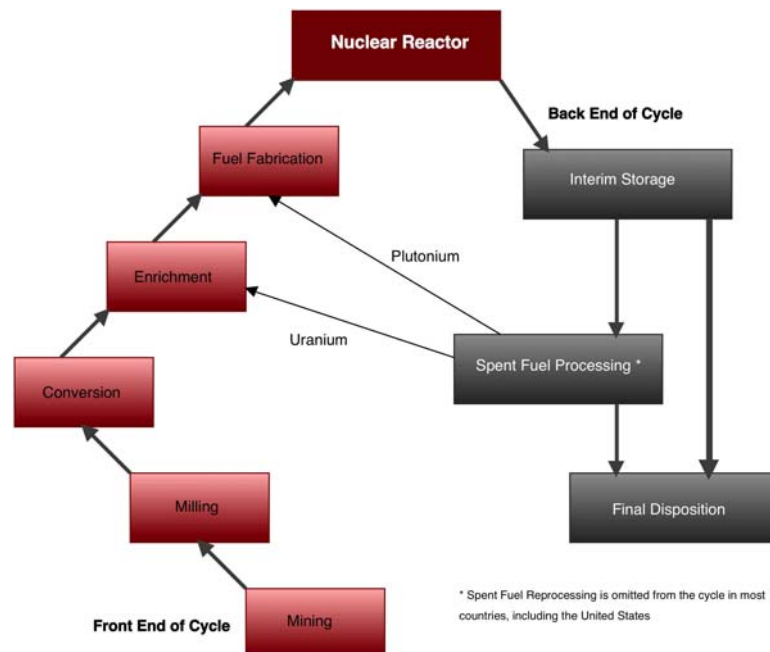 Nuclear Reactor
Back End of Cycle
Fuel Fabrication
Interim Storage
Plutonium
Enrichment
Uranium
Spent Fuel Processing *
Conversion
Milling
Final Disposition
* Spent Fuel Reprocessing is omitted from the cycle in most
countries, including the United States
Front End of Cycle
Mining